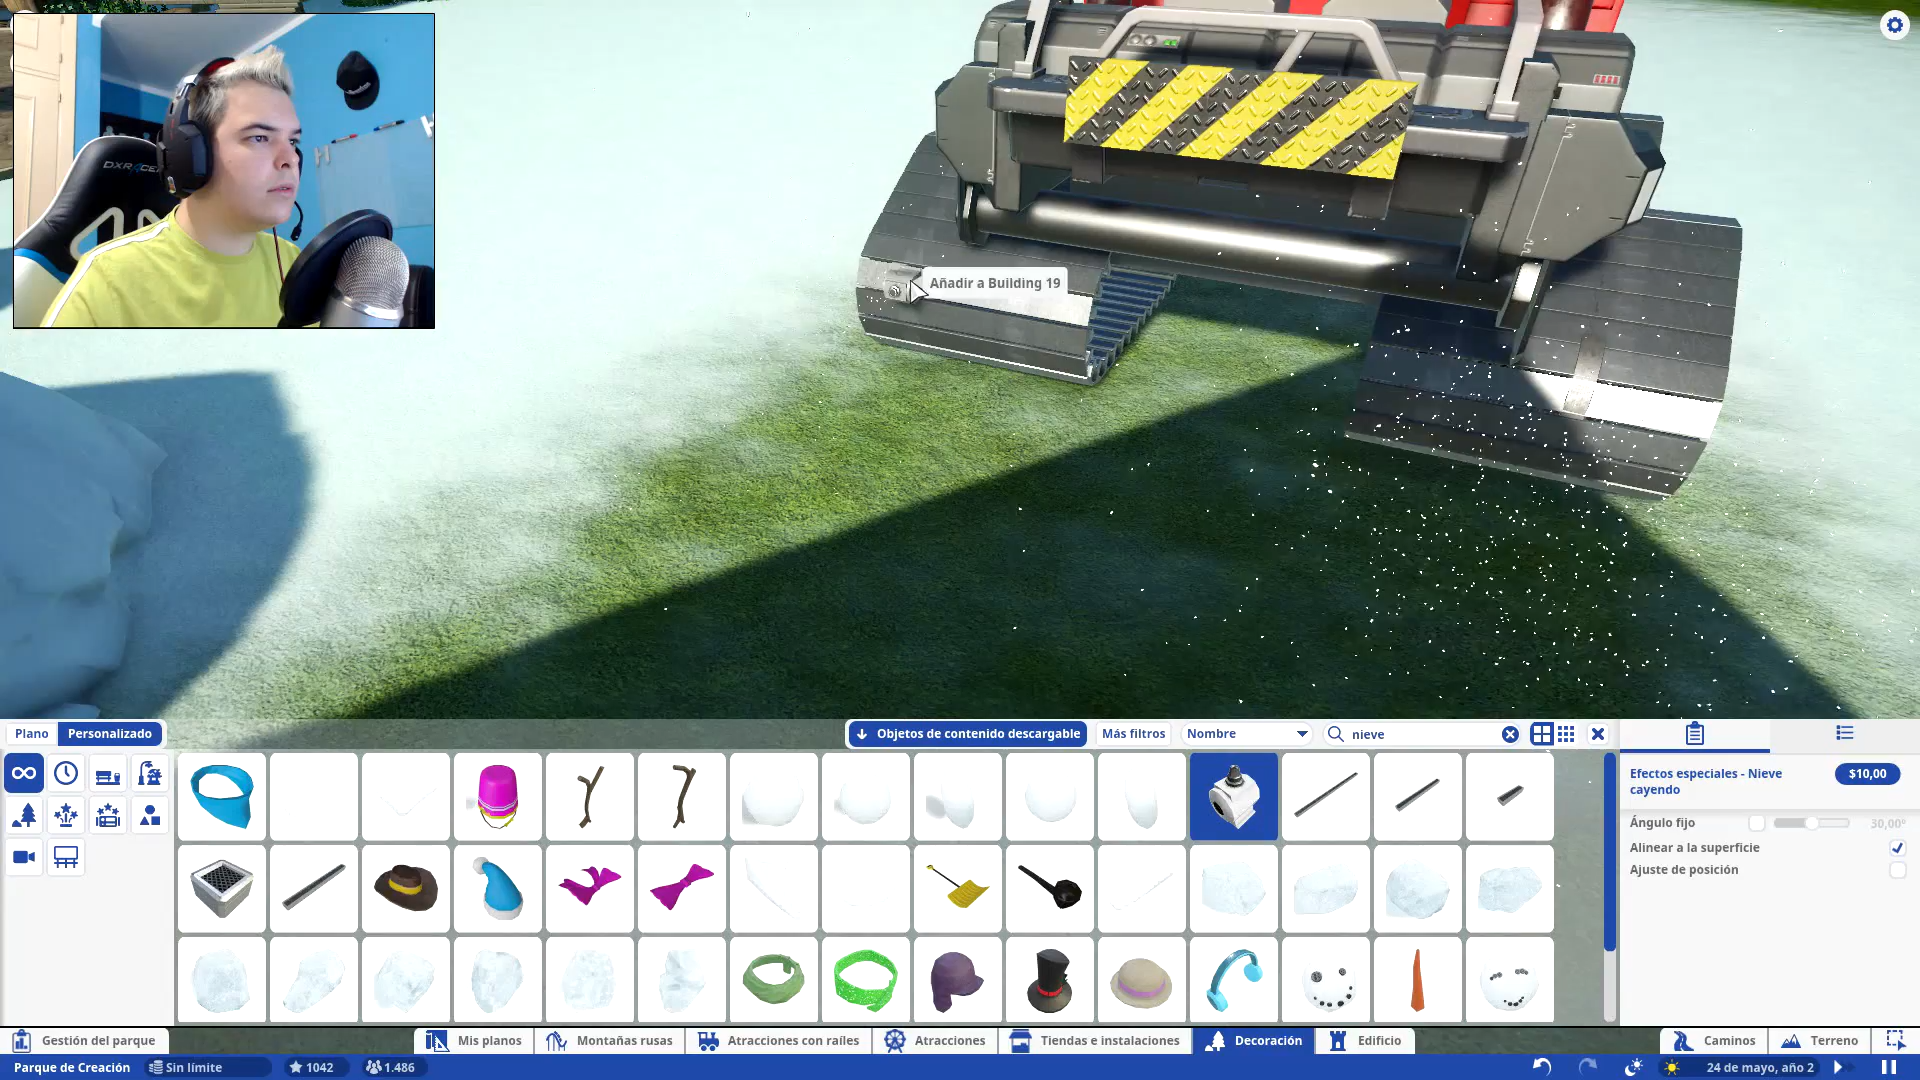 DXRACER
Añadir a Building 19
Plano
Personalizado
Objetos de contenido descargable
Más filtros
Nombre
nieve
Efectos especiales - Nieve
cayendo
$10,00
Ángulo fijo
30,00°
Alinear a la superficie
Ajuste de posición
Gestión del parque
Mis planos
Montañas rusas
Atracciones con raíles
Atracciones
Tiendas e instalaciones
Decoración
Edificio
Caminos
Terreno
Parque de Creación
Sin límite
1042
1.486
24 de mayo, año 2